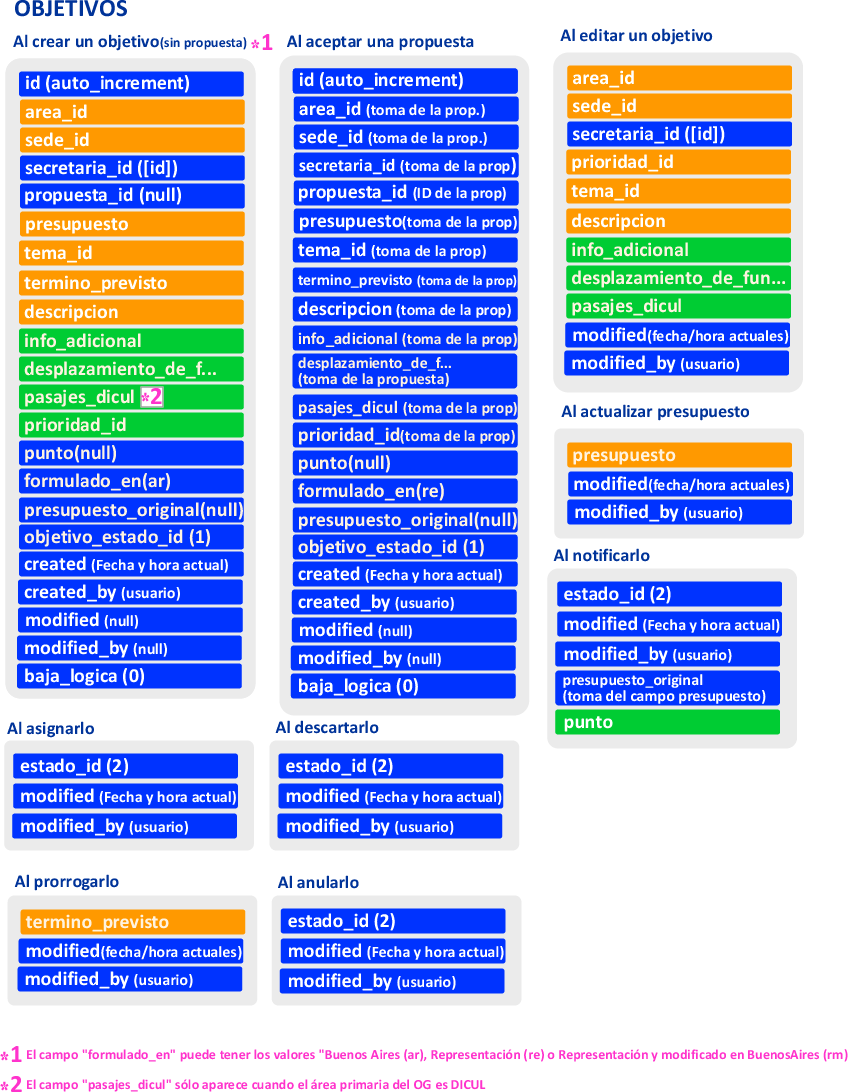 OBJETIVOS
Al crear un objetivo(sin propuesta) *1
id (auto_increment)
area_id
sede_id
secretaria_id ([id])
propuesta_id (null)
presupuesto
tema_id
termino_previsto
descripcion
info_adicional
desplazamiento_de_f...
pasajes_dicul *2
prioridad_id
punto(null)
formulado_en(ar)
presupuesto_original(null)
objetivo_estado_id (1)
created (Fecha y hora actual)
created_by (usuario)
modified (null)
modified_by (null)
baja_logica (0)
Al aceptar una propuesta
id (auto_increment)
area_id (toma de la prop.)
sede_id (toma de la prop.)
secretaria_id (toma de la prop)
propuesta_id (ID de la prop)
presupuesto(toma de la prop)
tema_id (toma de la prop)
termino_previsto (toma de la prop)
descripcion (toma de la prop)
info_adicional (toma de la prop)
desplazamiento_de_f...
(toma de la propuesta)
pasajes_dicul (toma de la prop)
prioridad_id(toma de la prop)
punto(null)
formulado_en(re)
presupuesto_original(null)
objetivo_estado_id (1)
created (Fecha y hora actual)
created_by (usuario)
modified (null)
modified_by (null)
baja_logica (0)
Al editar un objetivo
area_id
sede_id
secretaria_id ([id])
prioridad_id
tema_id
descripcion
info_adicional
desplazamiento_de_fun...
pasajes_dicul
modified(fecha/hora actuales)
modified_by (usuario)
Al actualizar presupuesto
presupuesto
modified(fecha/hora actuales)
modified_by (usuario)
Al notificarlo
estado_id (2)
modified (Fecha y hora actual)
modified_by (usuario)
presupuesto_original
(toma del campo presupuesto)
punto
Al asignarlo
estado_id (2)
modified (Fecha y hora actual)
modified_by (usuario)
Al descartarlo
estado_id (2)
modified (Fecha y hora actual)
modified_by (usuario)
Al prorrogarlo
termino_previsto
modified(fecha/hora actuales)
modified_by (usuario)
Al anularlo
estado_id (2)
modified (Fecha y hora actual)
modified_by (usuario)
*1 El campo "formulado_en" puede tener los valores "Buenos Aires (ar), Representación (re) o Representación y modificado en BuenosAires (rm)
*2 El campo "pasajes_dicul" sólo aparece cuando el área primaria del OG es DICUL